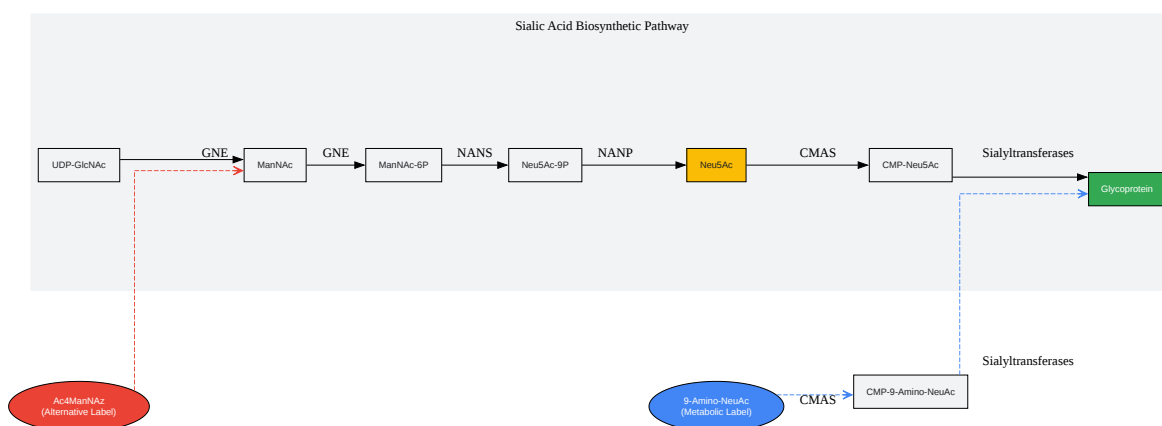 Sialic Acid Biosynthetic Pathway
UDP-GlcNAc
GNE
ManNAc
GNE
ManNAc-6P
NANS
Neu5Ac-9P
NANP
Neu5Ac
CMAS
CMP-Neu5Ac
Sialyltransferases
Glycoprotein
Ac4ManNAz
(Alternative Label)
9-Amino-NeuAc
(Metabolic Label)
CMAS
CMP-9-Amino-NeuAc
Sialyltransferases